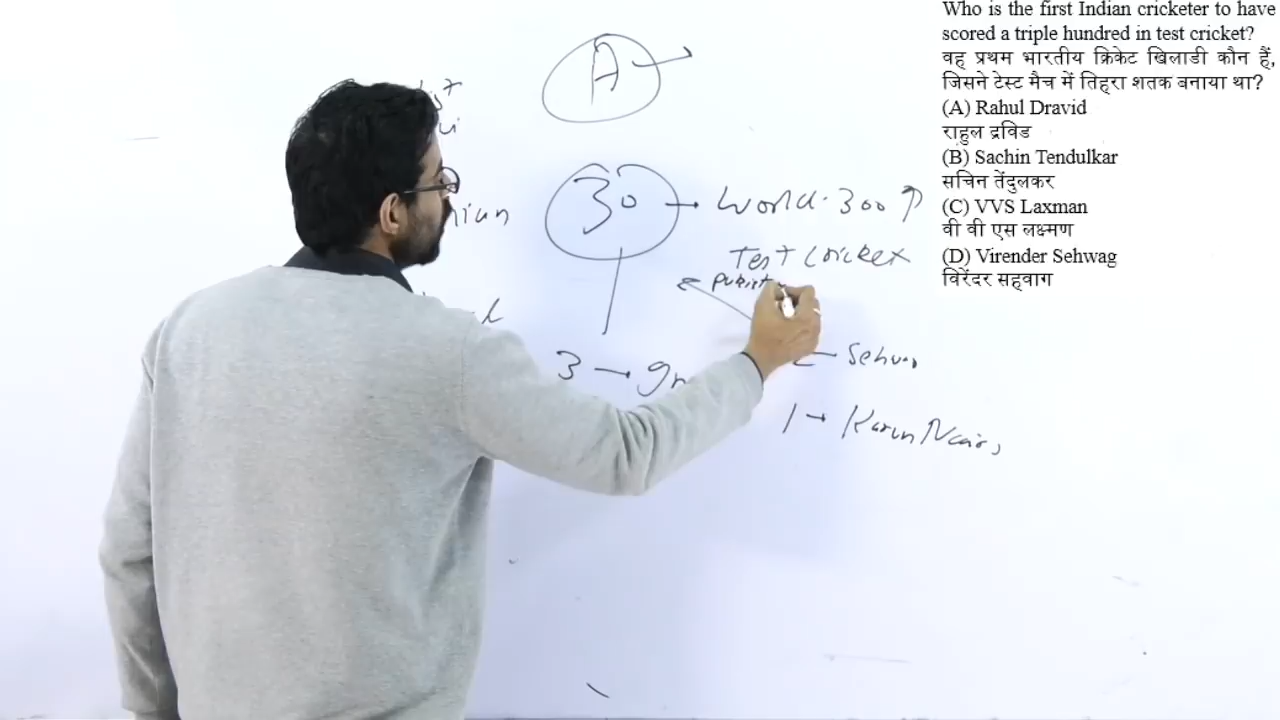 A
30 → World. 300 ↑
Test Cricket
3 →
Sehwa
1 → Karun Nair,
Who is the first Indian cricketer to have
scored a triple hundred in test cricket?
वह प्रथम भारतीय क्रिकेट खिलाडी कौन हैं,
जिसने टेस्ट मैच में तिहरा शतक बनाया था?
(A) Rahul Dravid
राहुल द्रविड
(B) Sachin Tendulkar
सचिन तेंदुलकर
(C) VVS Laxman
वी वी एस लक्ष्मण
(D) Virender Sehwag
विरेंदर सहवाग